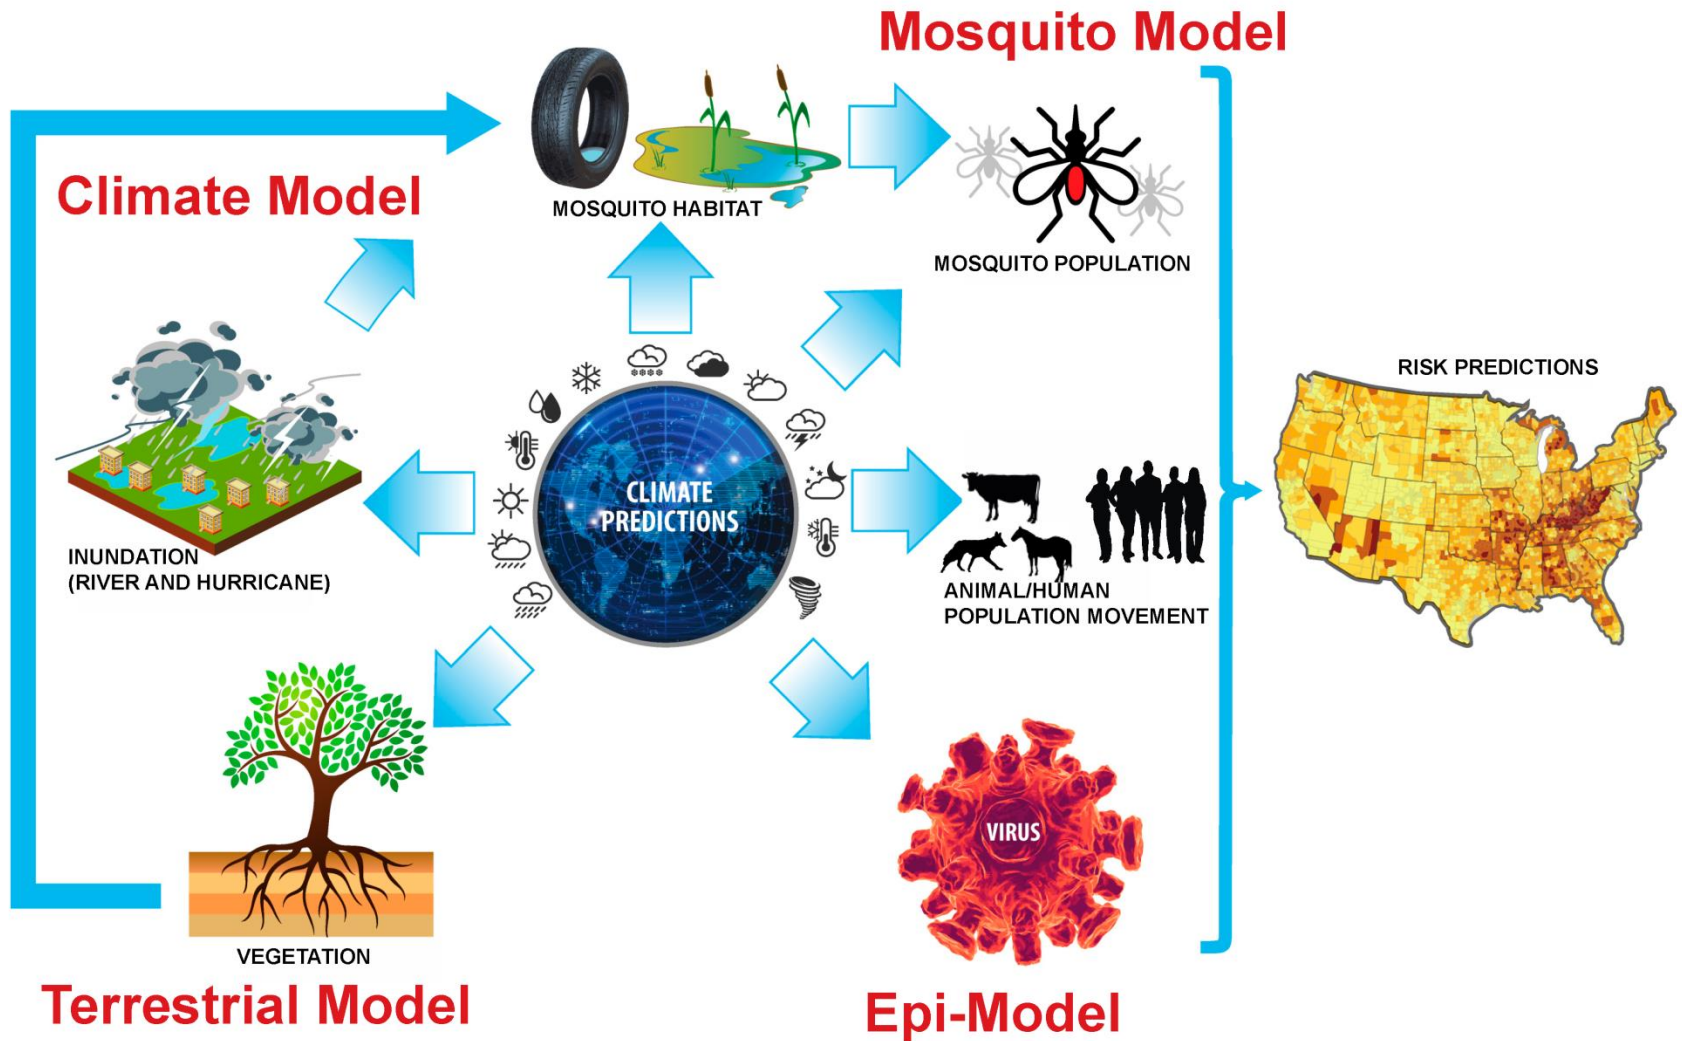 Mosquito Model
Climate Model
MOSQUITO HABITAT
MOSQUITO POPULATION
RISK PREDICTIONS
CLIMATE
PREDICTIONS
INUNDATION
(RIVER AND HURRICANE)
ANIMAL/HUMAN
POPULATION MOVEMENT
VIRUS
VEGETATION
Terrestrial Model
Epi-Model